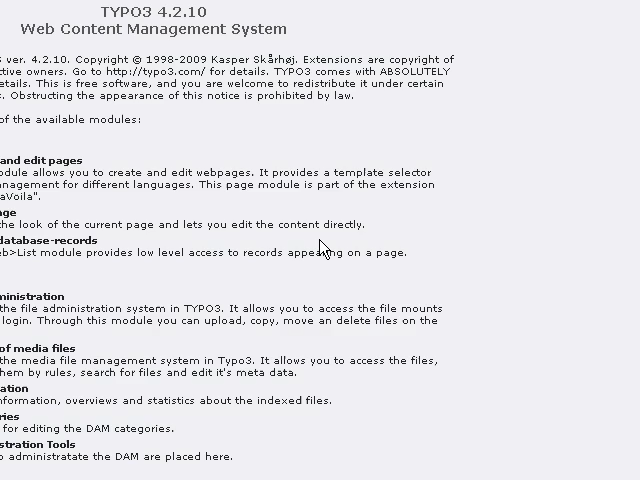 TYPO3 4.2.10
Web Content Management System
ver. 4.2.10. Copyright © 1998-2009 Kasper Skårhøj. Extensions are copyright of
ctive owners. Go to http://typo3.com/ for details. TYPO3 comes with ABSOLUTELY
etails. This is free software, and you are welcome to redistribute it under certain
. Obstructing the appearance of this notice is prohibited by law.
of the available modules:
and edit pages
odule allows you to create and edit webpages. It provides a template selector
anagement for different languages. This page module is part of the extension
aVoila".
age
the look of the current page and lets you edit the content directly.
database-records
eb>List module provides low level access to records appearing on a page.
ministration
the file administration system in TYPO3. It allows you to access the file mounts
login. Through this module you can upload, copy, move an delete files on the
of media files
the media file management system in Typo3. It allows you to access the files,
hem by rules, search for files and edit it's meta data.
ation
nformation, overviews and statistics about the indexed files.
ries
for editing the DAM categories.
stration Tools
o administratate the DAM are placed here.